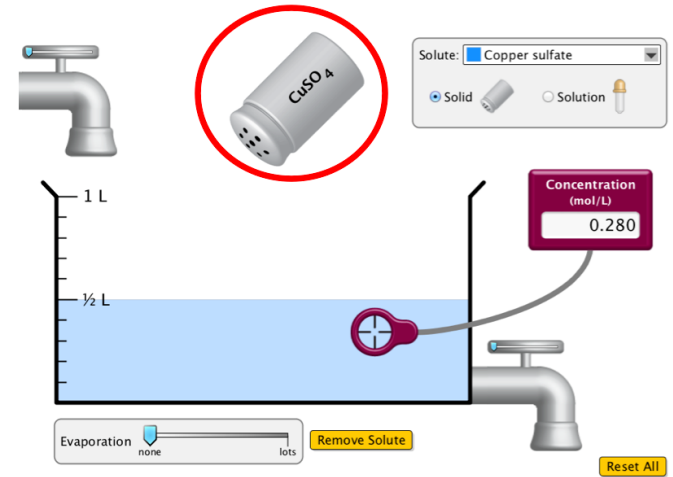 CuSO4
Solute: Copper sulfate
Solid
Solution
1 L
Concentration
(mol/L)
0.280
½ L
Evaporation
none
lots
Remove Solute
Reset All